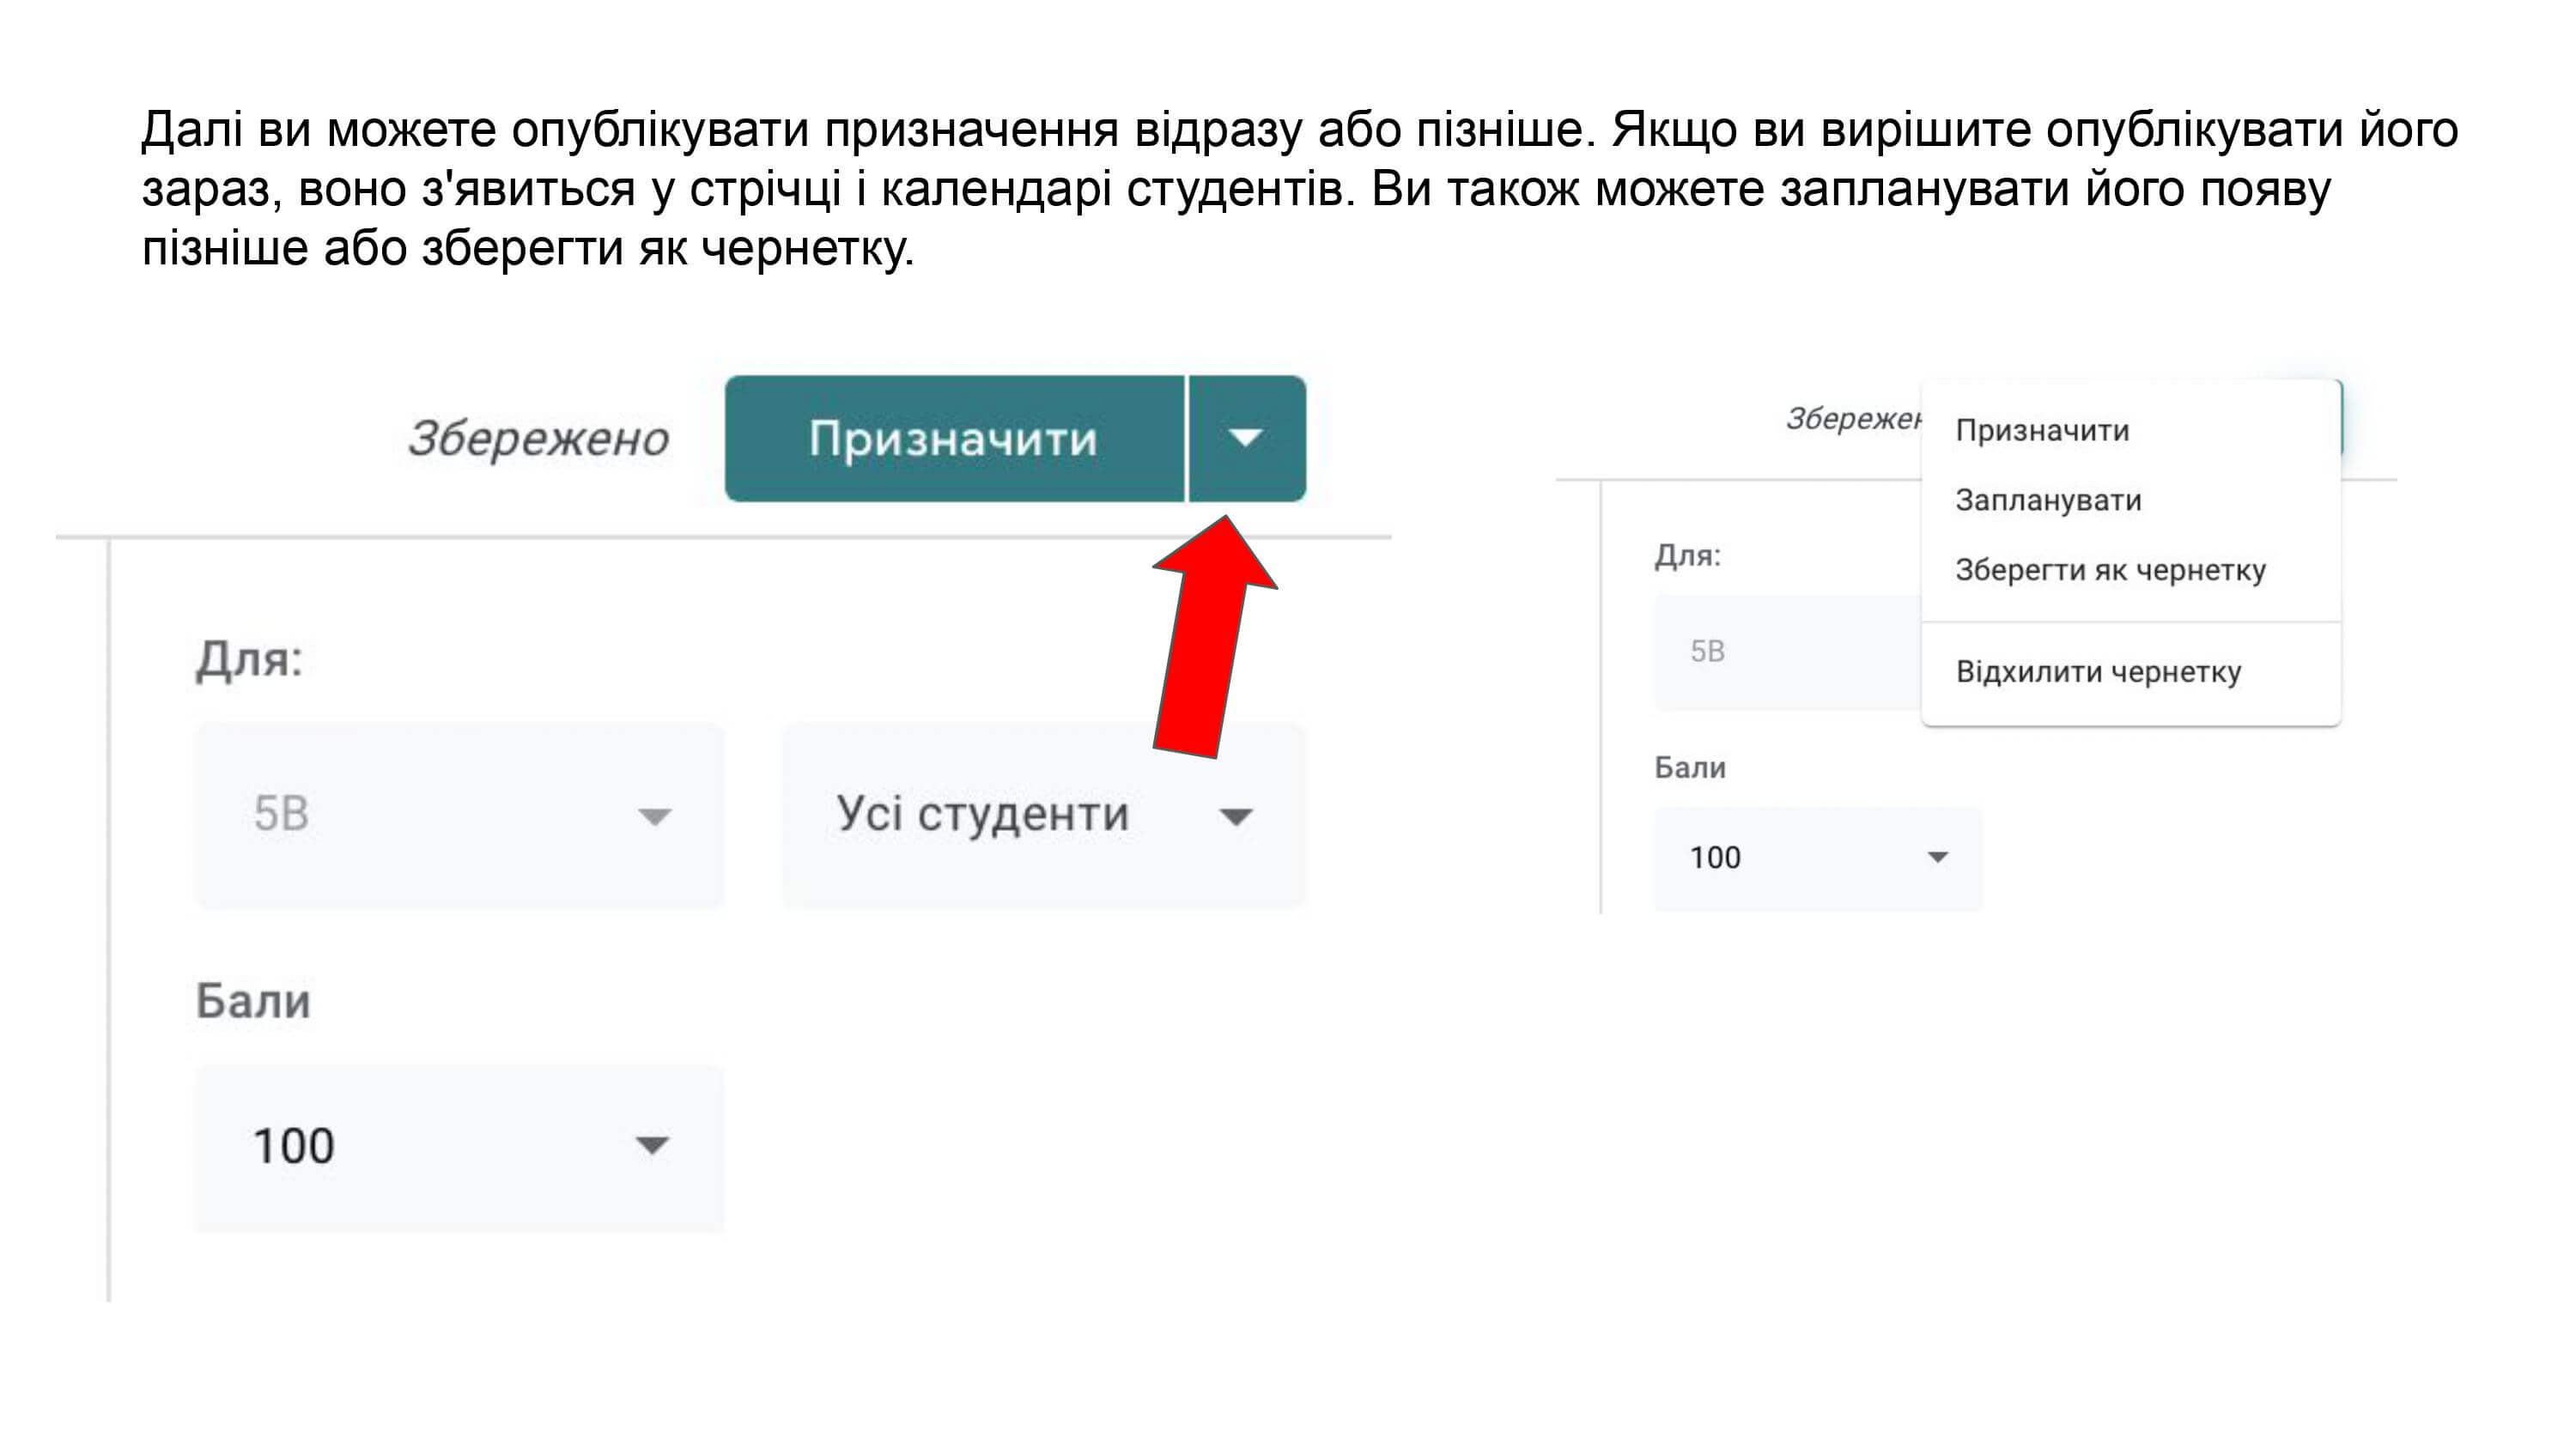 Далі ви можете опублікувати призначення відразу або пізніше. Якщо ви вирішите опублікувати його
зараз, воно з'явиться у стрічці і календарі студентів. Ви також можете запланувати його появу
пізніше або зберегти як чернетку.
Збережено
Призначити
Для:
5В
Усі студенти
Бали
100
Збережен
Призначити
Запланувати
Зберегти як чернетку
Відхилити чернетку
Для:
5В
Бали
100